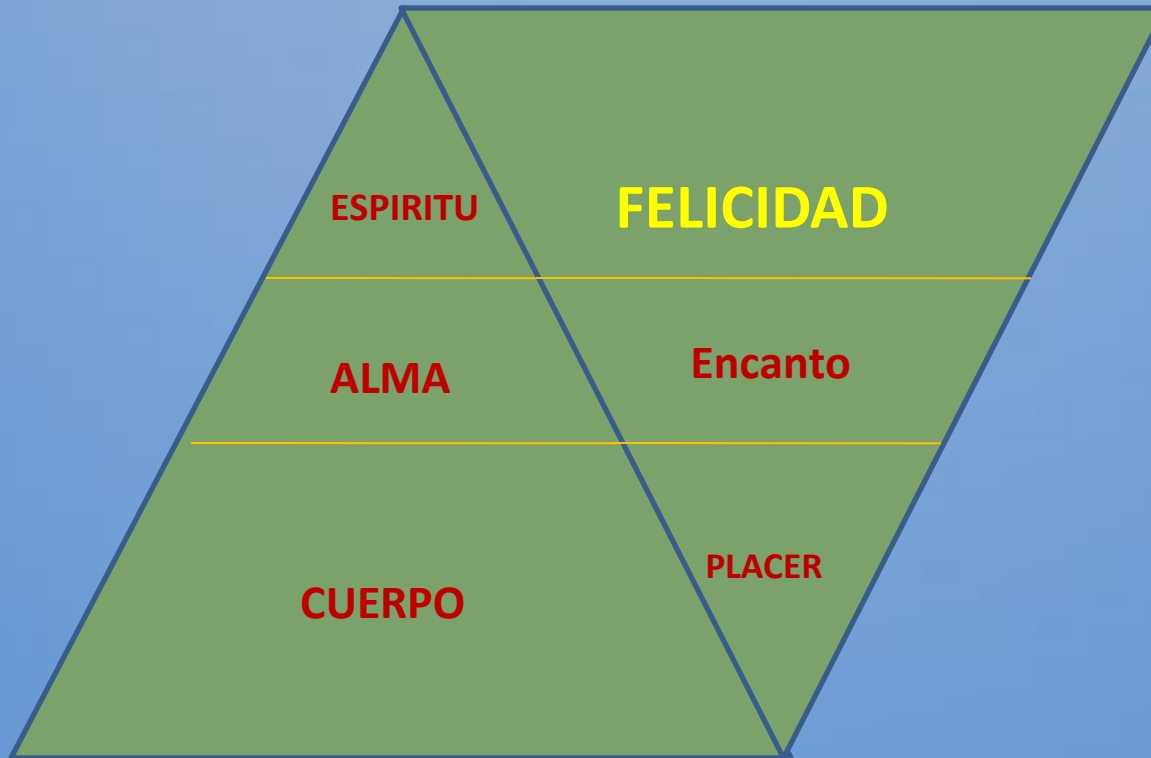 ESPIRITU
FELICIDAD
ALMA
Encanto
CUERPO
PLACER